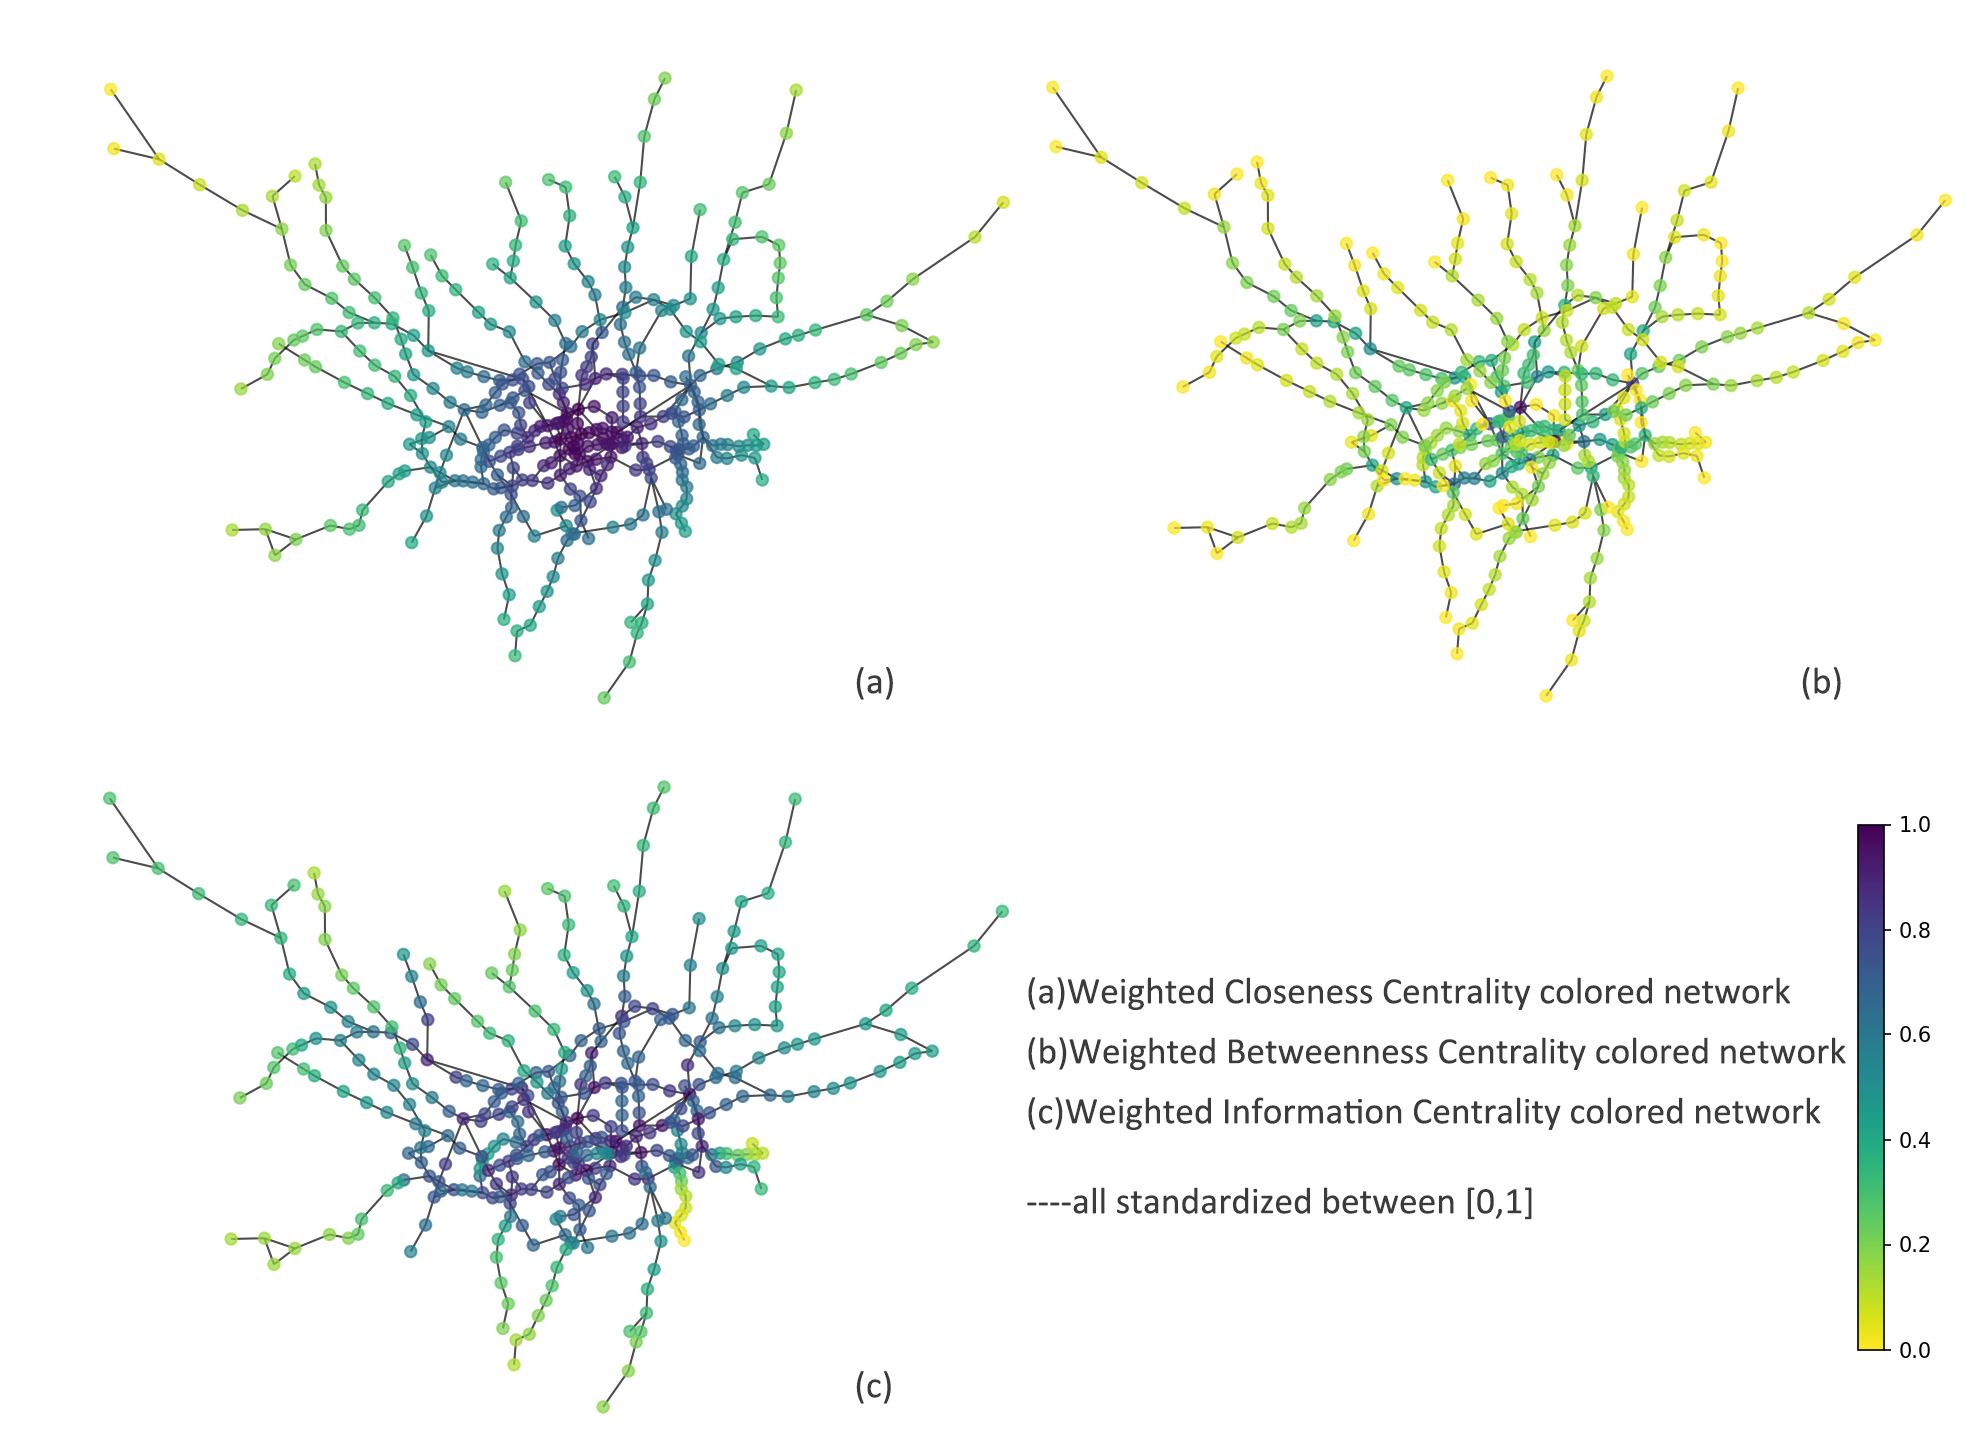 (a)
(b)
(c)
(a)Weighted Closeness Centrality colored network
(b)Weighted Betweenness Centrality colored network
(c)Weighted Information Centrality colored network
----all standardized between [0,1]
1.0
0.8
0.6
0.4
0.2
0.0